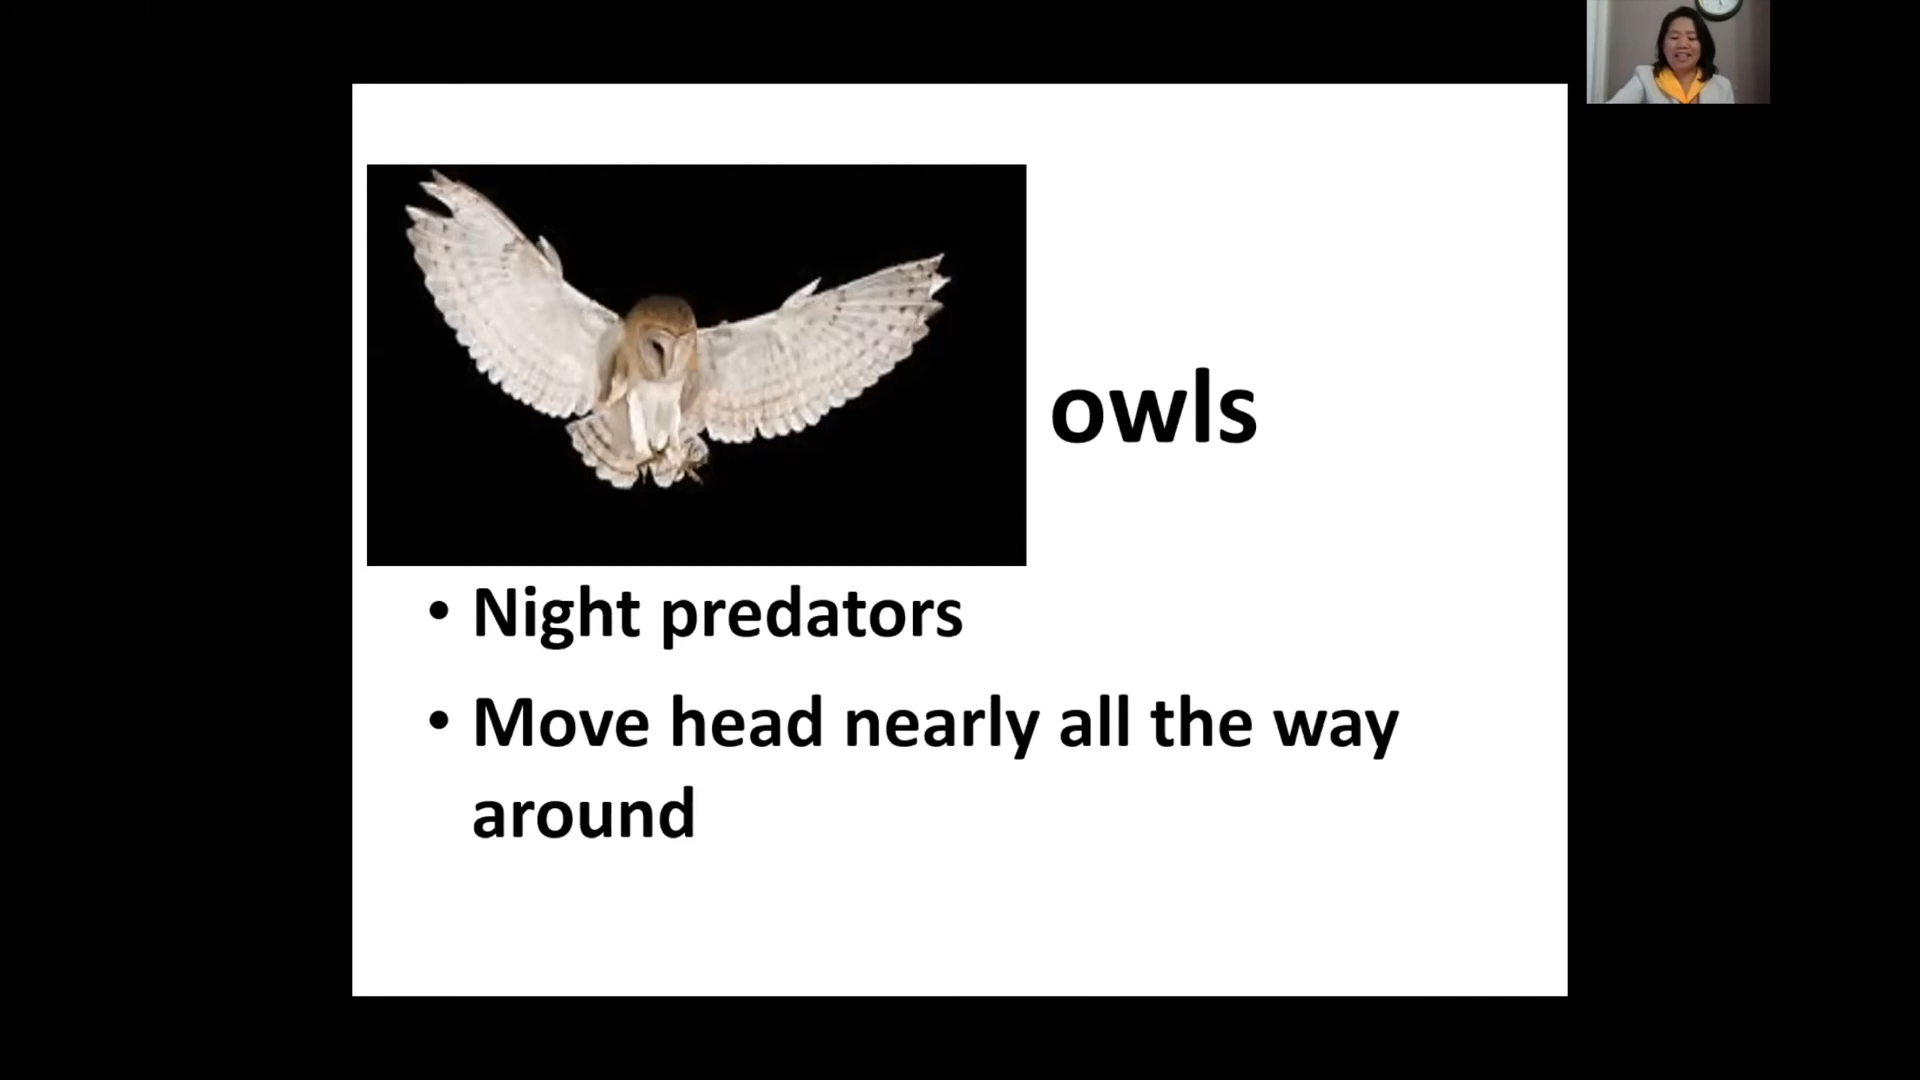 owls
• Night predators
• Move head nearly all the way
around